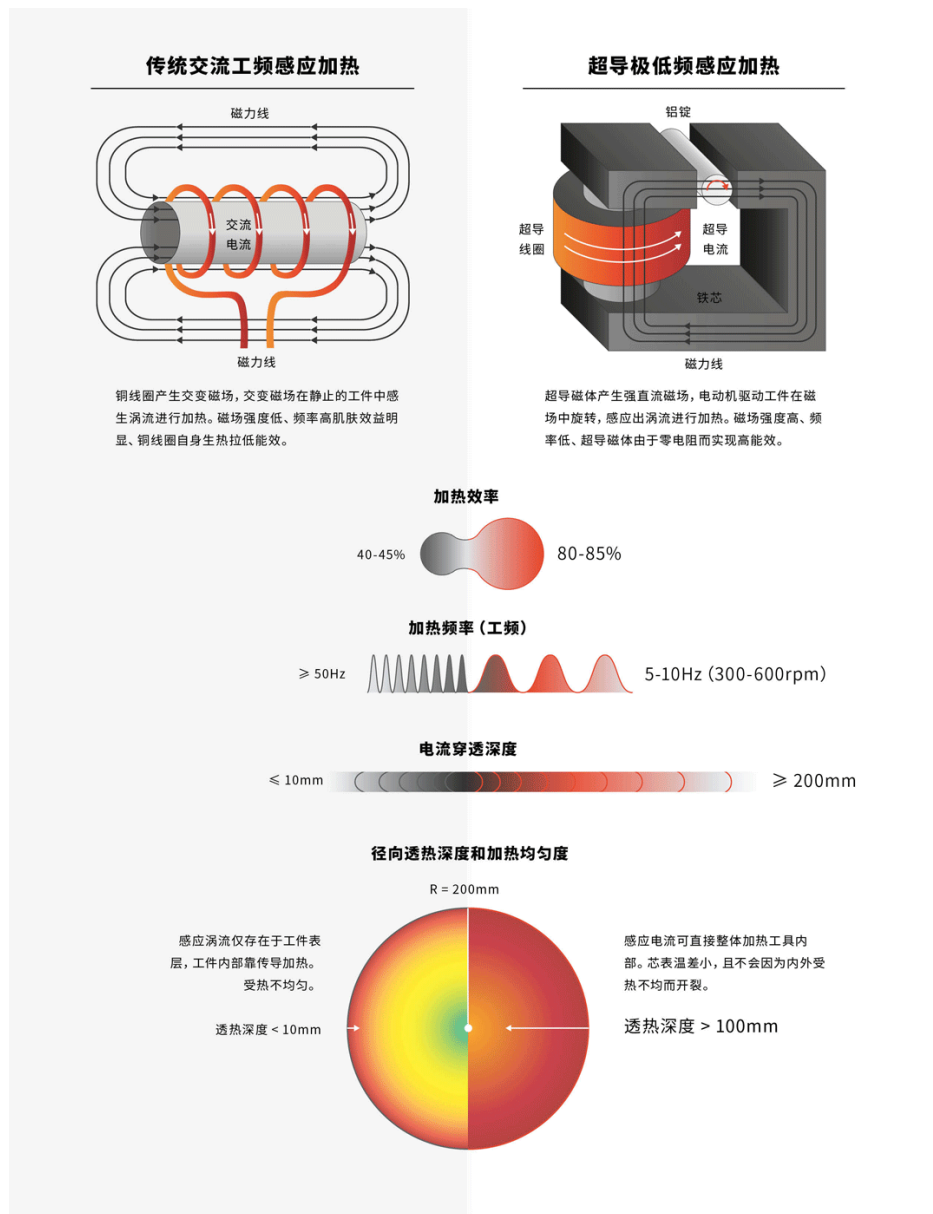 传统交流工频感应加热
磁力线
交流
电流
磁力线
铜线圈产生交变磁场，交变磁场在静止的工件中感
生涡流进行加热。磁场强度低、频率高肌肤效益明
显、铜线圈自身生热拉低能效。
超导极低频感应加热
铝锭
超导
线圈
超导
电流
铁芯
磁力线
超导磁体产生强直流磁场，电动机驱动工件在磁
场中旋转，感应出涡流进行加热。磁场强度高、频
率低、超导磁体由于零电阻而实现高能效。
加热效率
40-45%
80-85%
加热频率（工频）
≥ 50Hz
5-10Hz（300-600rpm）
电流穿透深度
≤ 10mm
≥ 200mm
径向透热深度和加热均匀度
R = 200mm
感应涡流仅存在于工件表
层，工件内部靠传导加热。
受热不均匀。
透热深度 < 10mm
感应电流可直接整体加热工具内
部。芯表温差小，且不会因为内外受
热不均而开裂。
透热深度 > 100mm